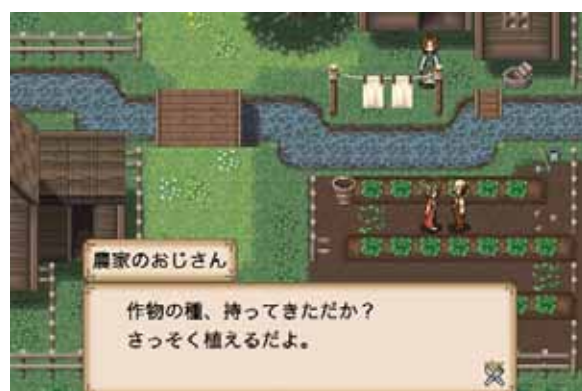 農家のおじさん
作物の種、持ってきただか？
さっそく植えるだよ。